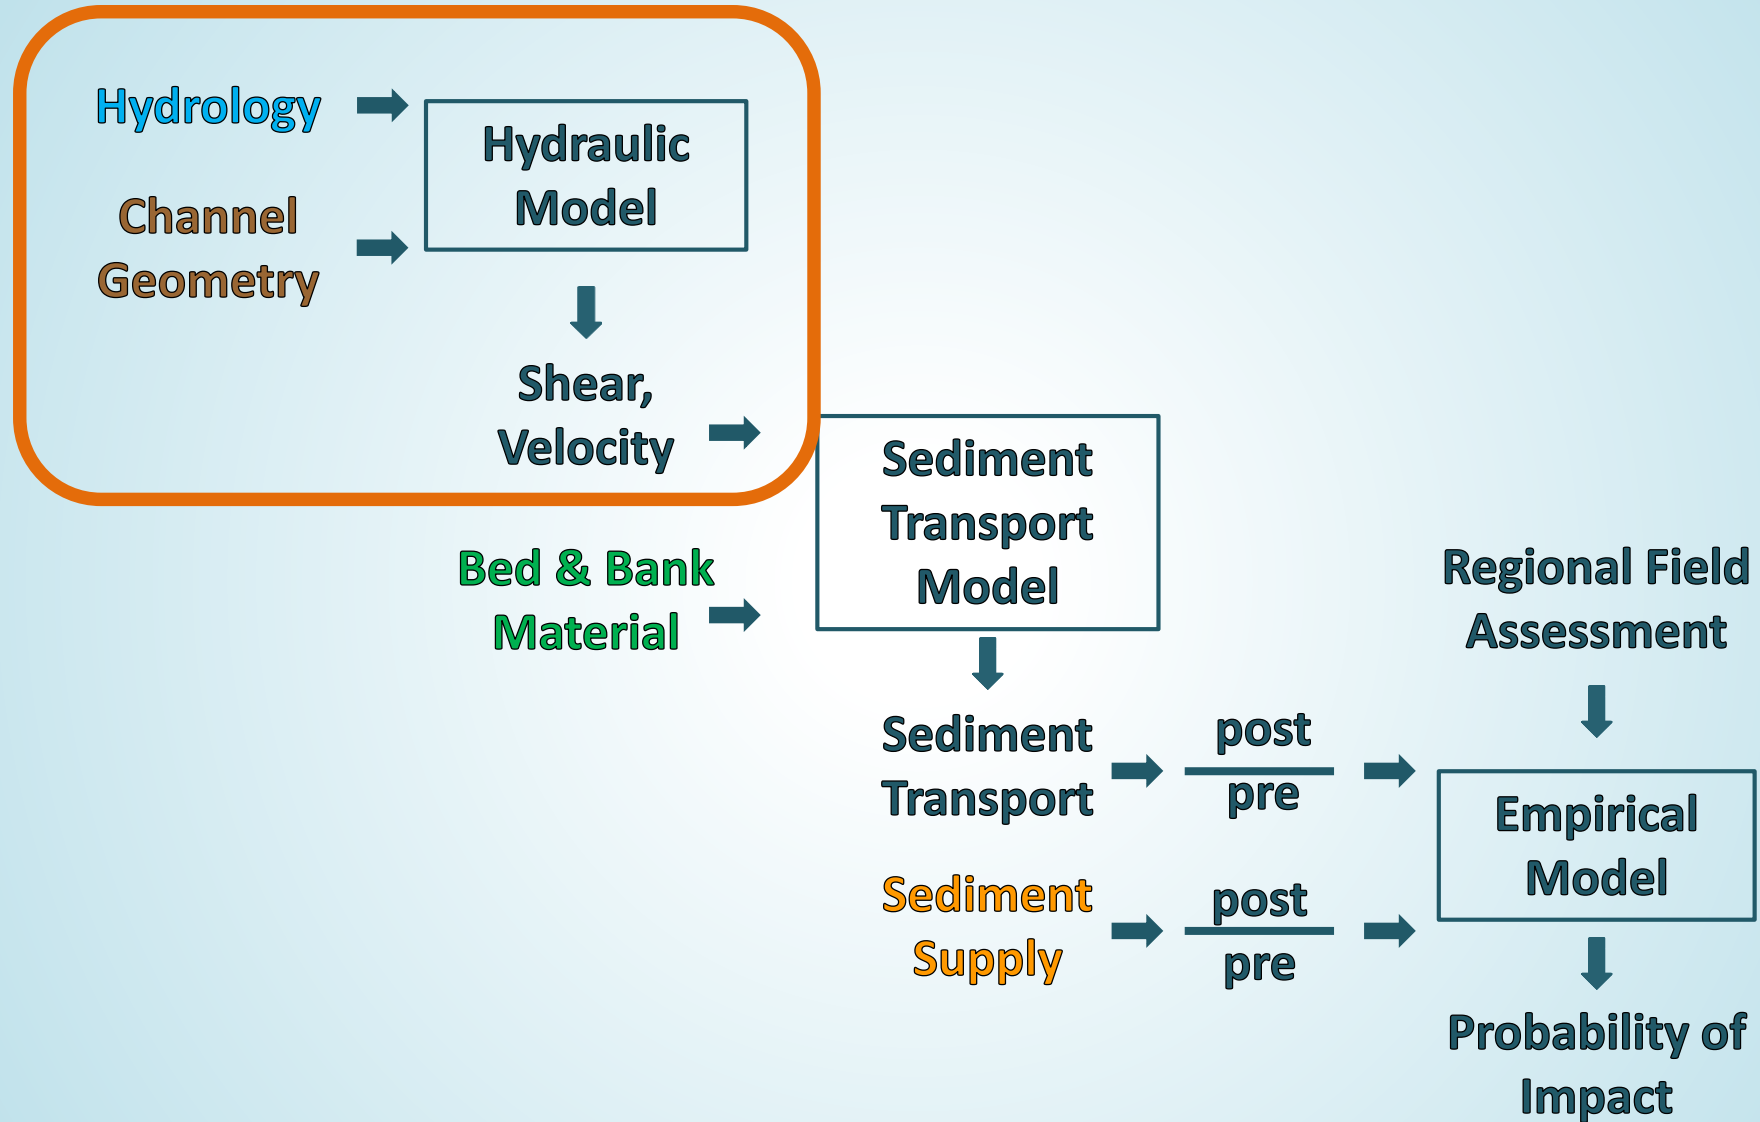 Hydrology
Hydraulic
Model
Channel
Geometry
Shear,
Velocity
Sediment
Transport
Model
Bed & Bank
Material
Regional Field
Assessment
Sediment
Transport
post
pre
Empirical
Model
Sediment
Supply
post
pre
Probability of
Impact